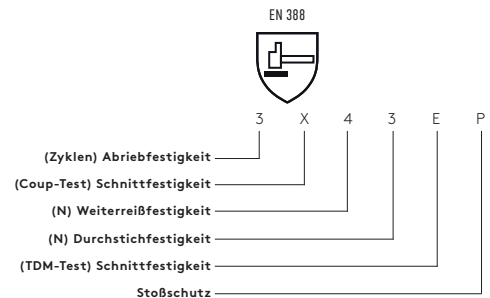 EN 388
3 X 4 3 E P
(Zyklen) Abriebfestigkeit
(Coup-Test) Schnittfestigkeit
(N) Weiterreißfestigkeit
(N) Durchstichfestigkeit
(TDM-Test) Schnittfestigkeit
Stoßschutz